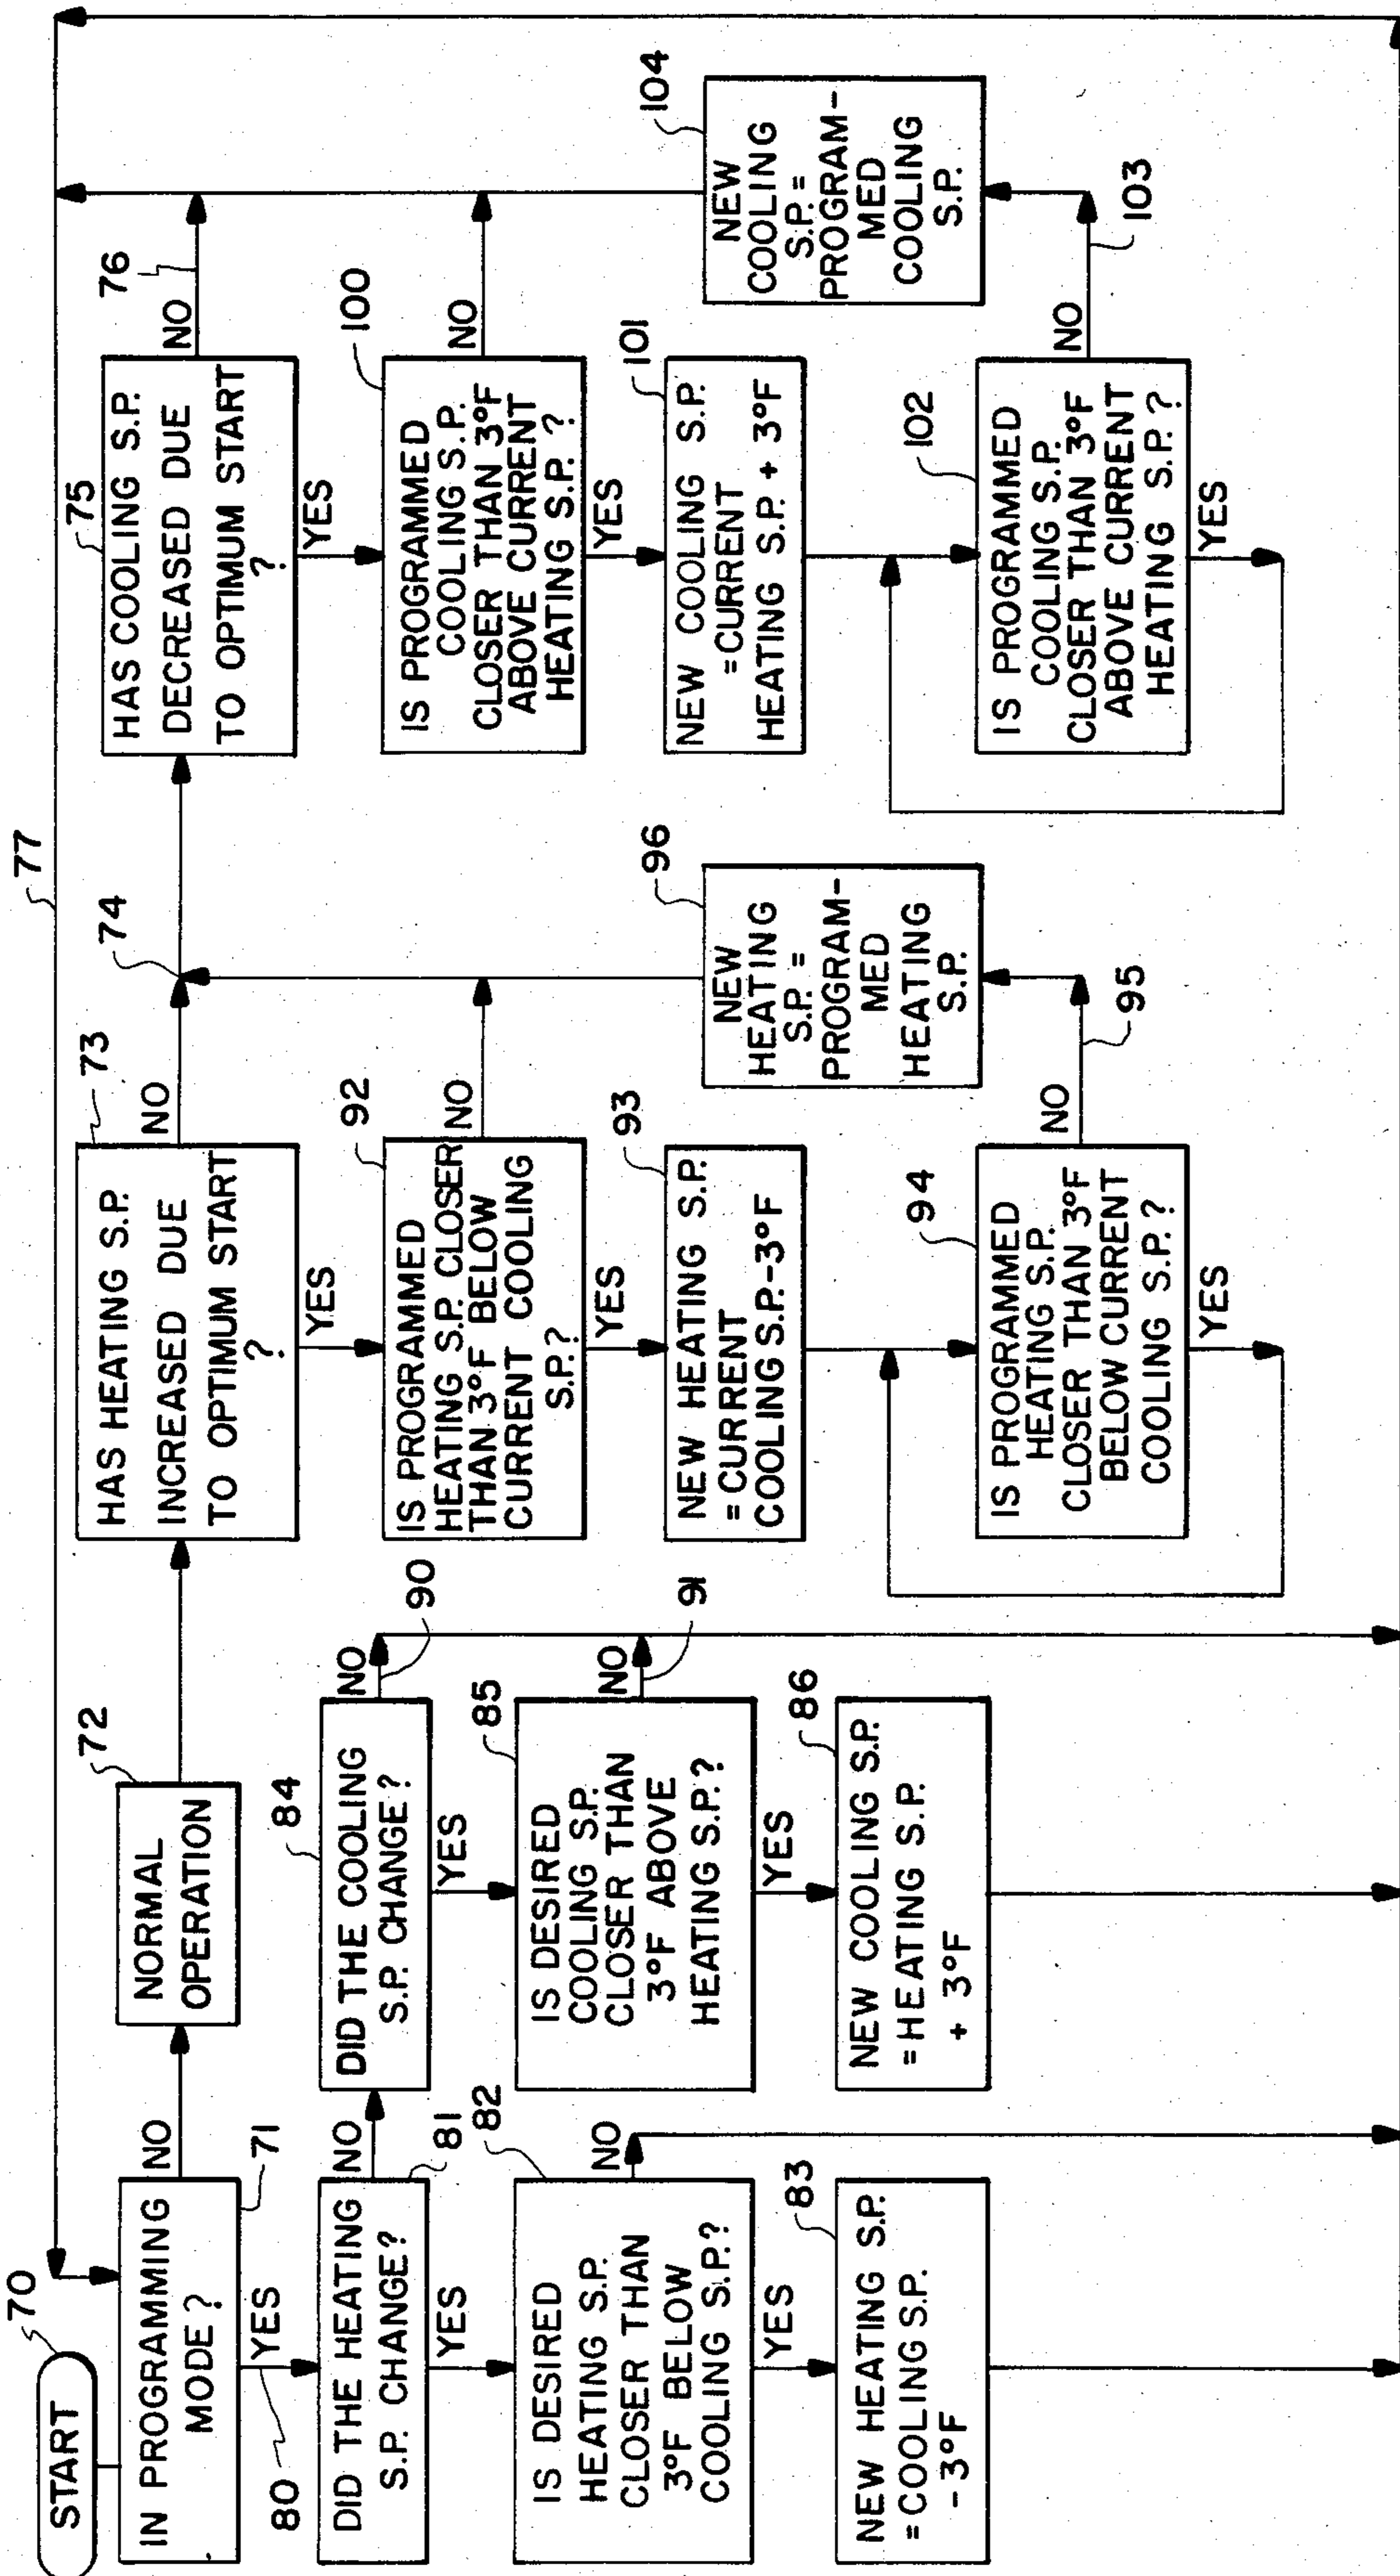 70
START
IN PROGRAMMING
MODE?
71
NO
YES
80
NORMAL
OPERATION
72
HAS HEATING S.P.
INCREASED DUE
TO OPTIMUM START
?
73
NO
YES
74
77
HAS COOLING S.P.
DECREASED DUE
TO OPTIMUM START
?
75
NO
76
YES
DID THE HEATING
S.P. CHANGE?
81
NO
YES
DID THE COOLING
S.P. CHANGE?
84
NO
90
YES
IS PROGRAMMED
HEATING S.P. CLOSER
THAN 3°F BELOW
CURRENT COOLING
S.P.?
92
NO
YES
IS PROGRAMMED
COOLING S.P.
CLOSER THAN 3°F
ABOVE CURRENT
HEATING S.P. ?
100
NO
YES
IS DESIRED
HEATING S.P.
CLOSER THAN
3°F BELOW
COOLING S.P.?
82
NO
YES
IS DESIRED
COOLING S.P.
CLOSER THAN
3°F ABOVE
HEATING S.P.?
85
NO
91
YES
NEW HEATING S.P.
=CURRENT
COOLING S.P.-3°F
93
NEW COOLING S.P.
=CURRENT
HEATING S.P. + 3°F
101
NEW
HEATING
S.P. =
PROGRAM-
MED
HEATING
S.P.
96
NEW
COOLING
S.P. =
PROGRAM-
MED
COOLING
S.P.
104
NEW HEATING S.P.
=COOLING S.P.
- 3°F
83
NEW COOLING S.P.
=HEATING S.P.
+ 3°F
86
IS PROGRAMMED
HEATING S.P.
CLOSER THAN 3°F
BELOW CURRENT
COOLING S.P.?
94
NO
95
YES
IS PROGRAMMED
COOLING S.P.
CLOSER THAN 3°F
ABOVE CURRENT
HEATING S.P.?
102
NO
103
YES